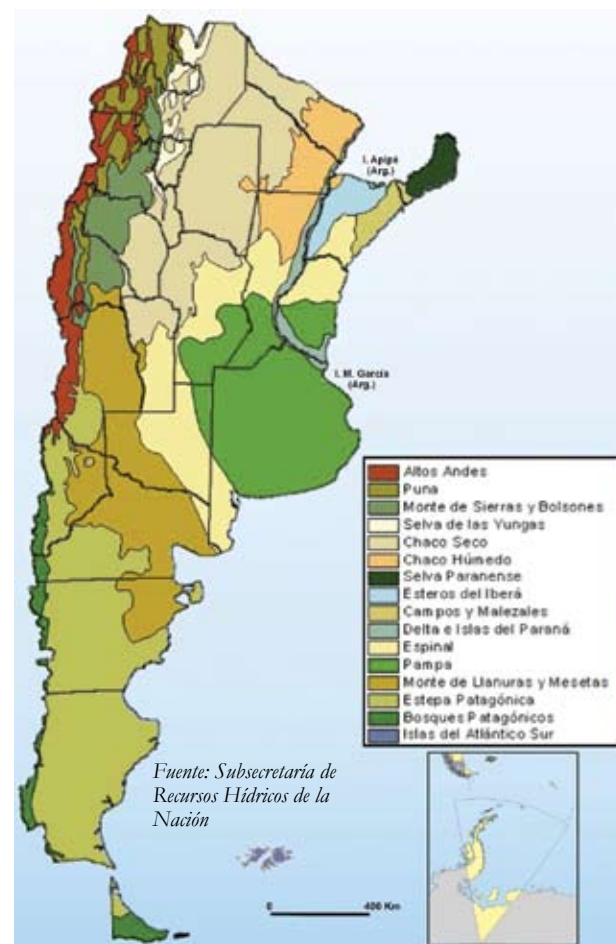 I. Apipé
(Arg.)
I. M. García
(Arg.)
Altos Andes
Puna
Monte de Sierras y Bolsones
Selva de las Yungas
Chaco Seco
Chaco Húmedo
Selva Paranense
Esteros del Iberá
Campos y Malezales
Delta e Islas del Paraná
Espinal
Pampa
Monte de Llanuras y Mesetas
Estepa Patagónica
Bosques Patagónicos
Islas del Atlántico Sur
Fuente: Subsecretaría de
Recursos Hídricos de la
Nación
0 400 Km